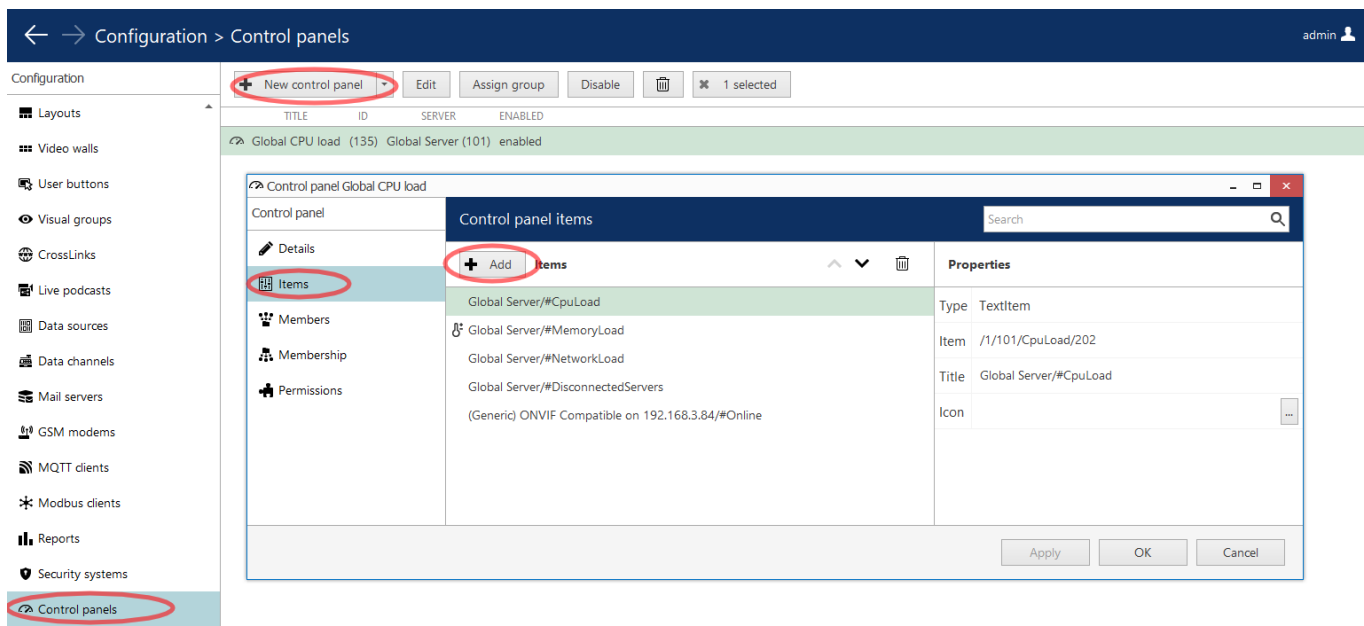 Configuration > Control panels
admin
Configuration
Layouts
Video walls
User buttons
Visual groups
CrossLinks
Live podcasts
Data sources
Data channels
Mail servers
GSM modems
MQTT clients
Modbus clients
Reports
Security systems
Control panels
New control panel
Edit
Assign group
Disable
1 selected
TITLE ID SERVER ENABLED
Global CPU load (135) Global Server (101) enabled
Control panel Global CPU load
Control panel
Details
Items
Members
Membership
Permissions
Control panel items
Search
Add Items
Global Server/#CpuLoad
Global Server/#MemoryLoad
Global Server/#NetworkLoad
Global Server/#DisconnectedServers
(Generic) ONVIF Compatible on 192.168.3.84/#Online
Properties
Type TextItem
Item /1/101/CpuLoad/202
Title Global Server/#CpuLoad
Icon ...
Apply OK Cancel